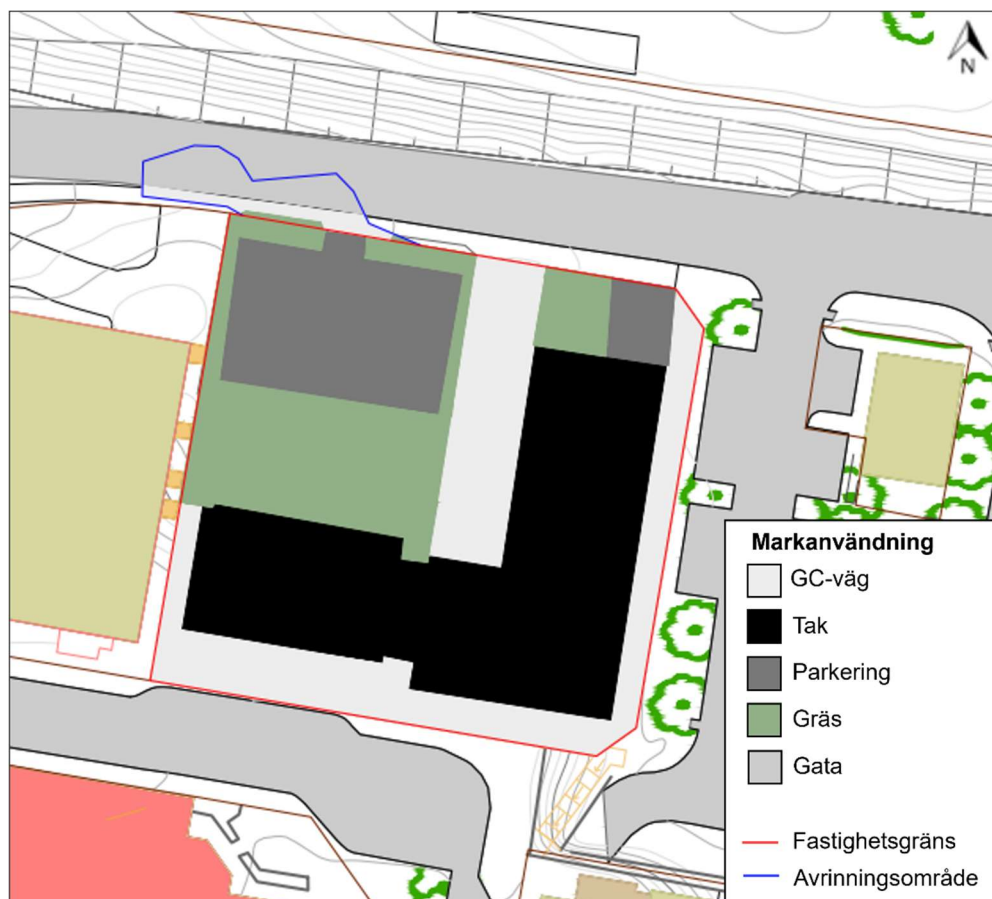 N
Markanvändning
GC-väg
Tak
Parkering
Gräs
Gata
Fastighetsgräns
Avrinningsområde